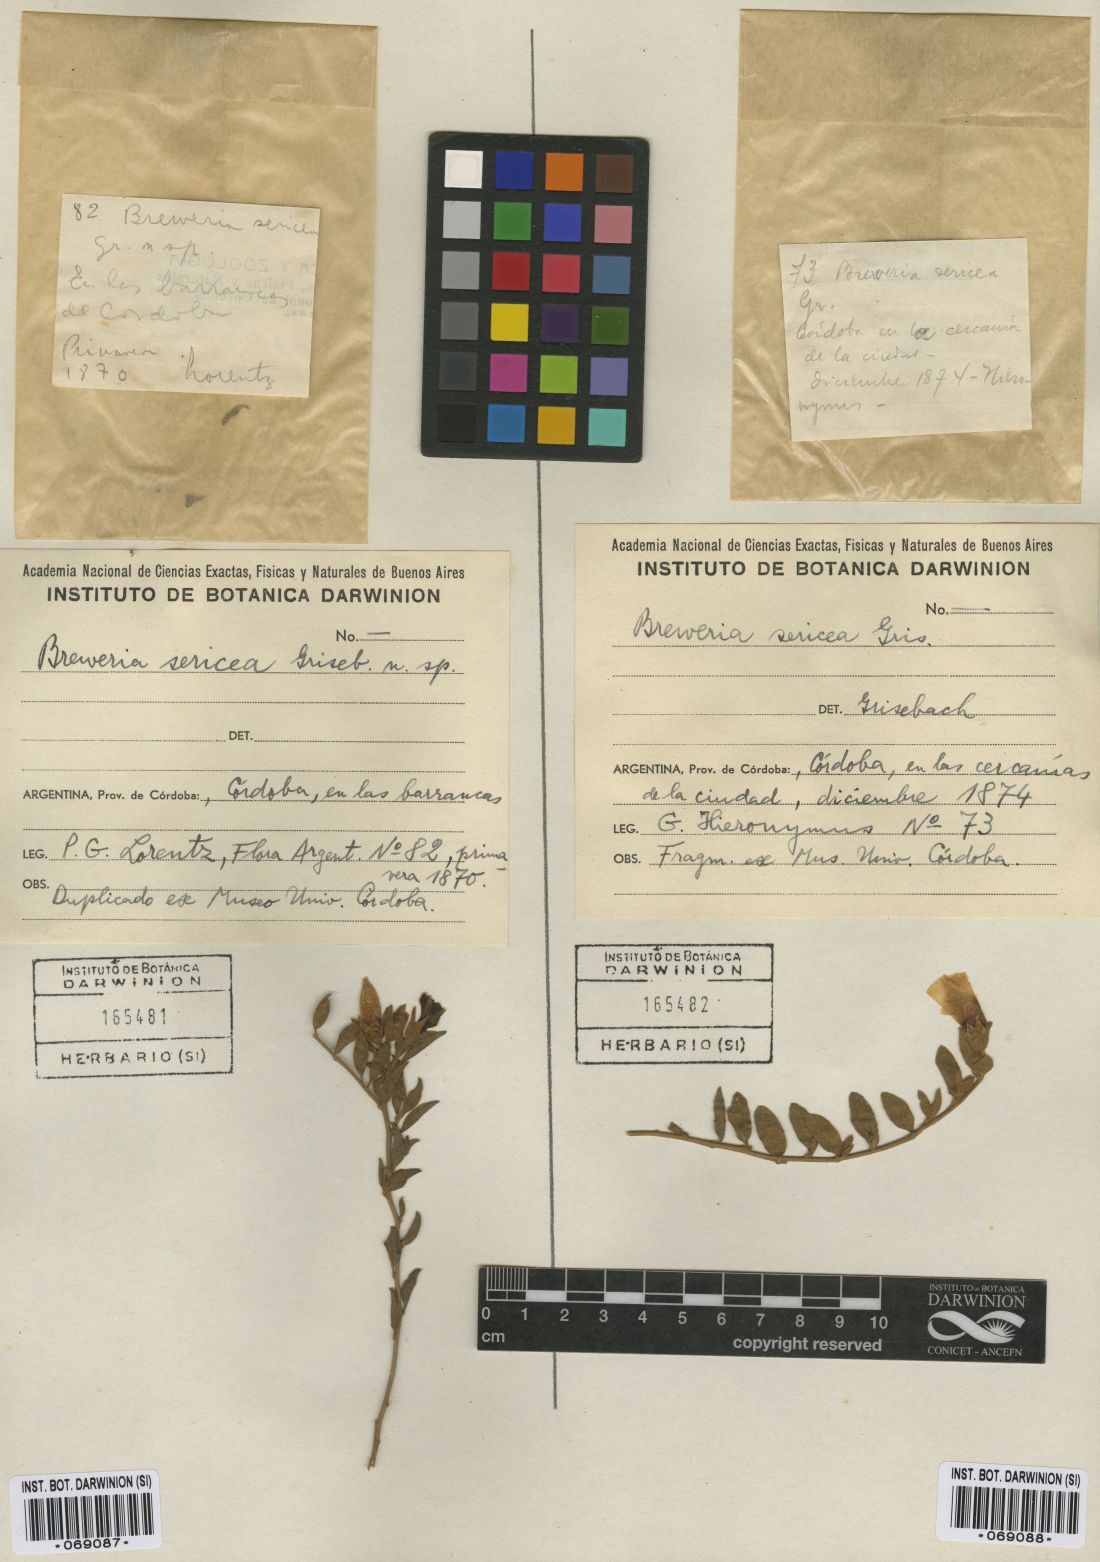 82 Breweria sericea
Gr. n sp.
En las barrancas
de Cordoba
Primavera
1870 Lorentz
73 Breweria sericea
Gr.
Córdoba en la cercanía
de la ciudad -
diciembre 1874 - Hiero-
nymus -
Academia Nacional de Ciencias Exactas, Fisicas y Naturales de Buenos Aires
INSTITUTO DE BOTANICA DARWINION
No. —
Breweria sericea Griseb. n. sp.
DET.
ARGENTINA, Prov. de Córdoba: , Córdoba, en las barrancas
LEG. P. G. Lorentz, Flora Argent. Nº 82, prima-
vera 1870.
OBS. Duplicado ex Museo Univ. Córdoba.
Academia Nacional de Ciencias Exactas, Fisicas y Naturales de Buenos Aires
INSTITUTO DE BOTANICA DARWINION
No. —
Breweria sericea Gris.
DET. Grisebach
ARGENTINA, Prov. de Córdoba: , Córdoba, en las cercanías
de la ciudad, diciembre 1874
LEG. G. Hieronymus Nº 73
OBS. Fragm. ex Mus. Univ. Córdoba.
INSTITUTO DE BOTÁNICA
DARWINION
165481
HERBARIO (SI)
INSTITUTO DE BOTÁNICA
DARWINION
165482
HERBARIO (SI)
0 1 2 3 4 5 6 7 8 9 10
cm
copyright reserved
INSTITUTO DE BOTANICA
DARWINION
CONICET - ANCEFN
INST. BOT. DARWINION (SI)
*069087*
INST. BOT. DARWINION (SI)
*069088*